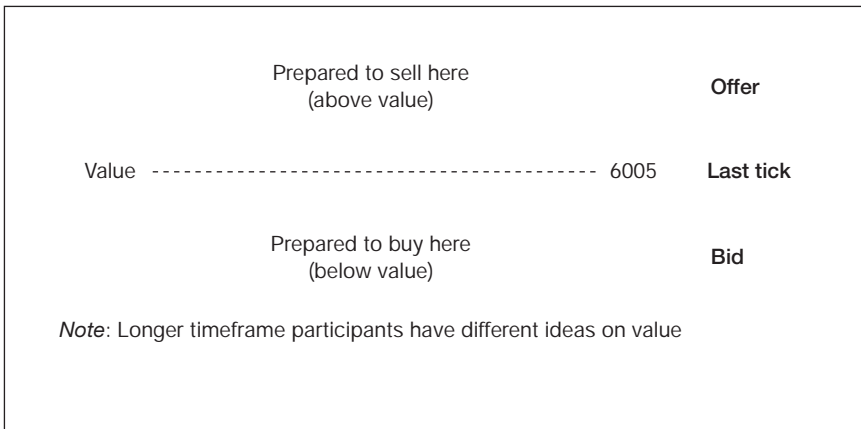 Prepared to sell here
(above value)
Offer
Value 6005 Last tick
Prepared to buy here
(below value)
Bid
Note: Longer timeframe participants have different ideas on value